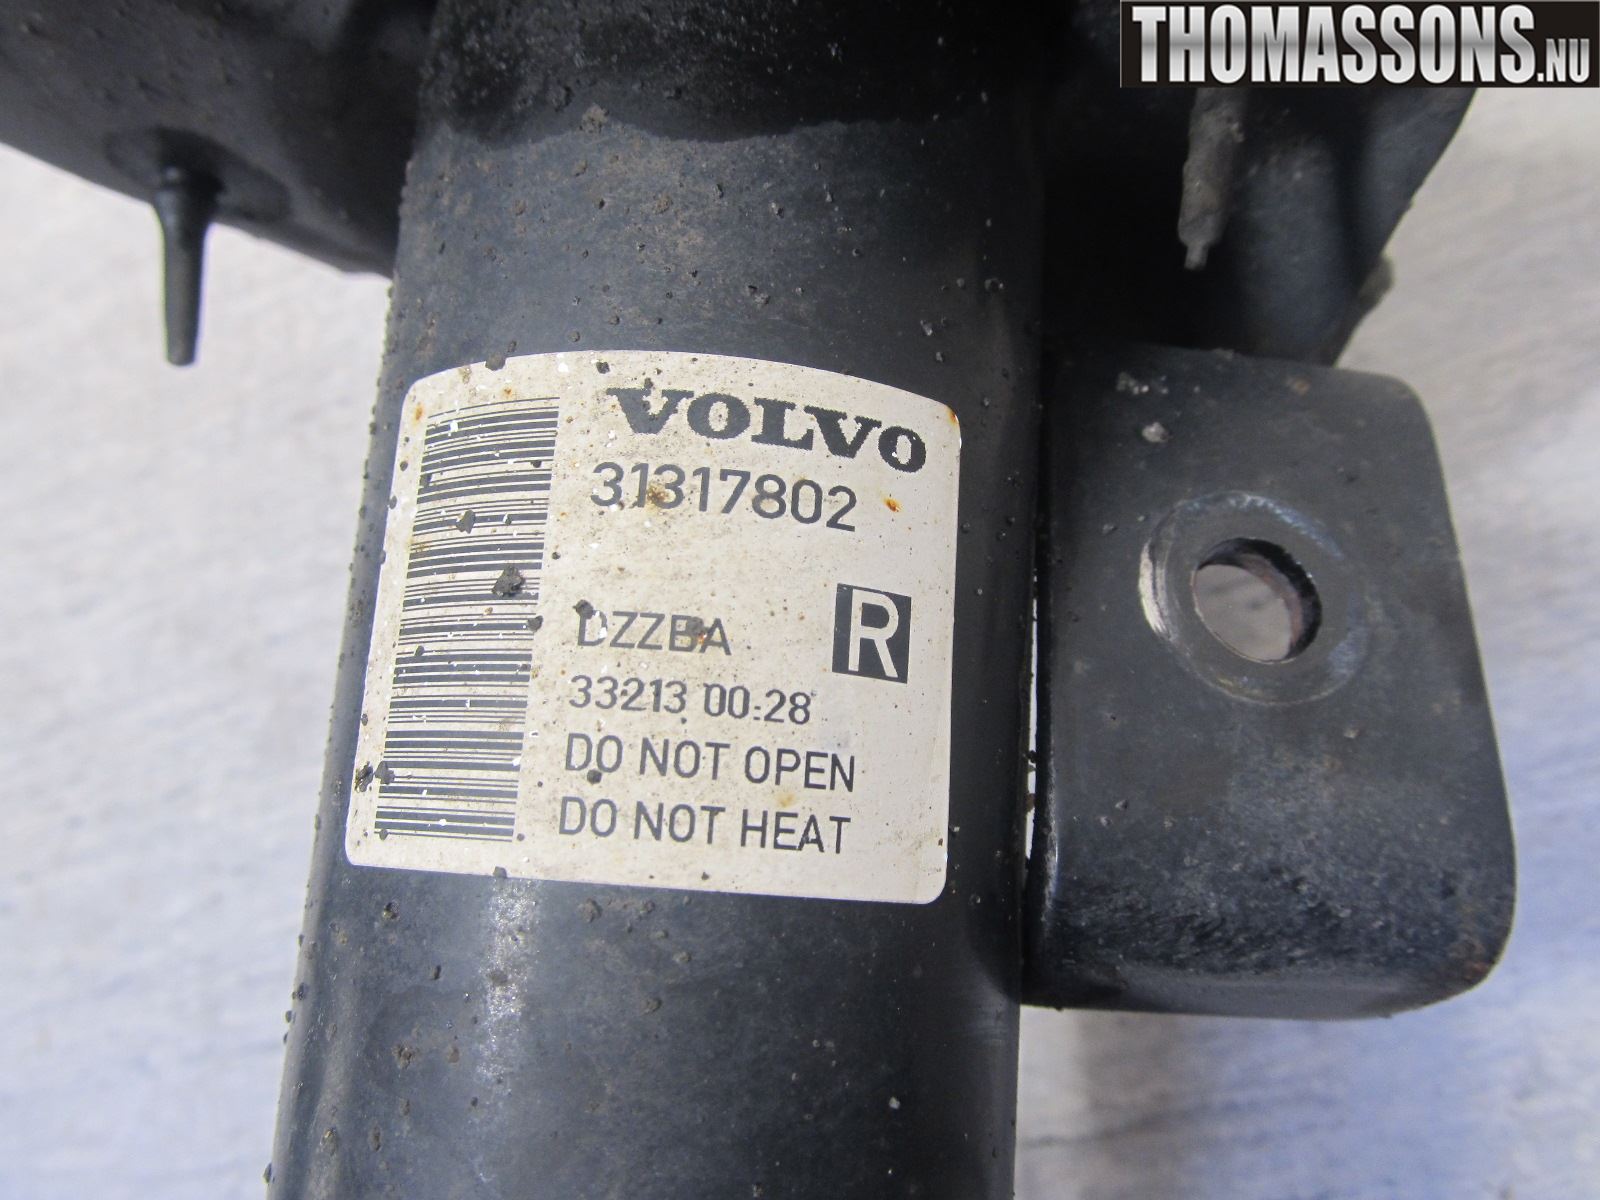 THOMASSONS.NU
VOLVO
31317802
DZZBA
R
33213 00:28
DO NOT OPEN
DO NOT HEAT